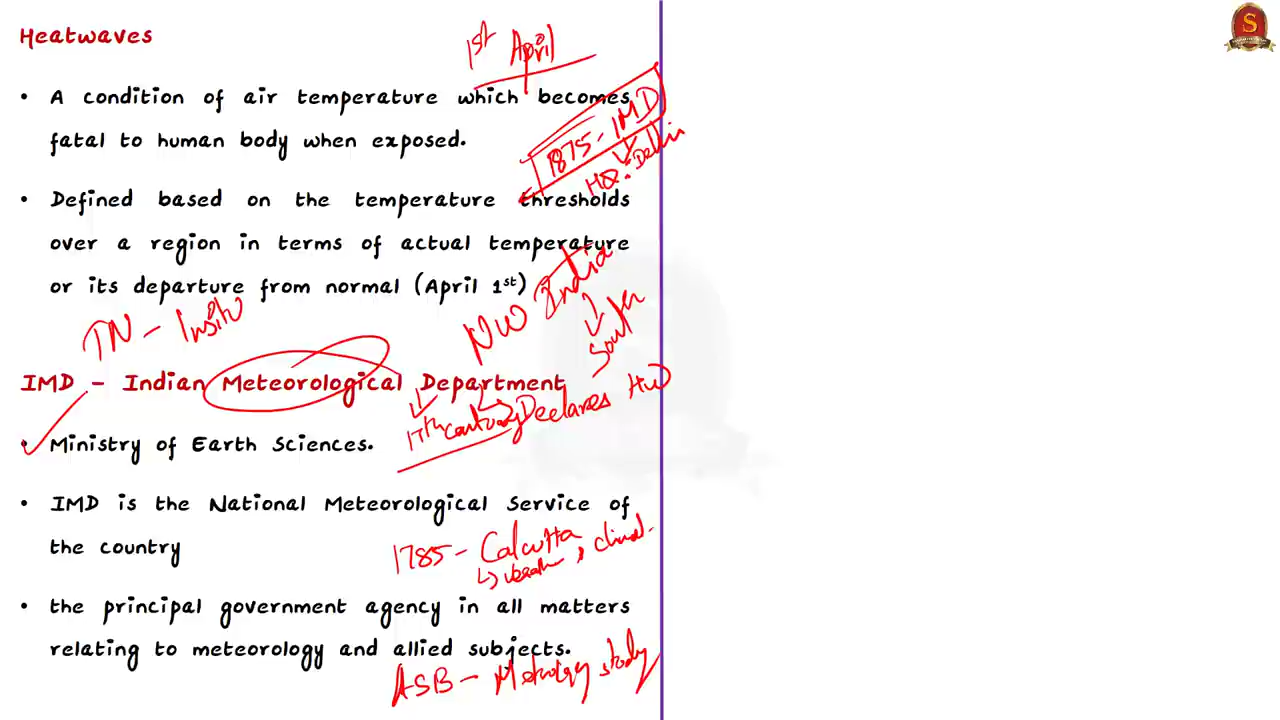 Heatwaves
1st April
• A condition of air temperature which becomes
fatal to human body when exposed.
1875 - IMD
HQ: Delhi
• Defined based on the temperature thresholds
over a region in terms of actual temperature
or its departure from normal (April 1st)
NW India
South
TN -
IMD - Indian Meteorological Department
Declares HW
17th century
• Ministry of Earth Sciences.
• IMD is the National Meteorological Service of
the country
1785 - Calcutta
• the principal government agency in all matters
relating to meteorology and allied subjects.
ASB - study
S